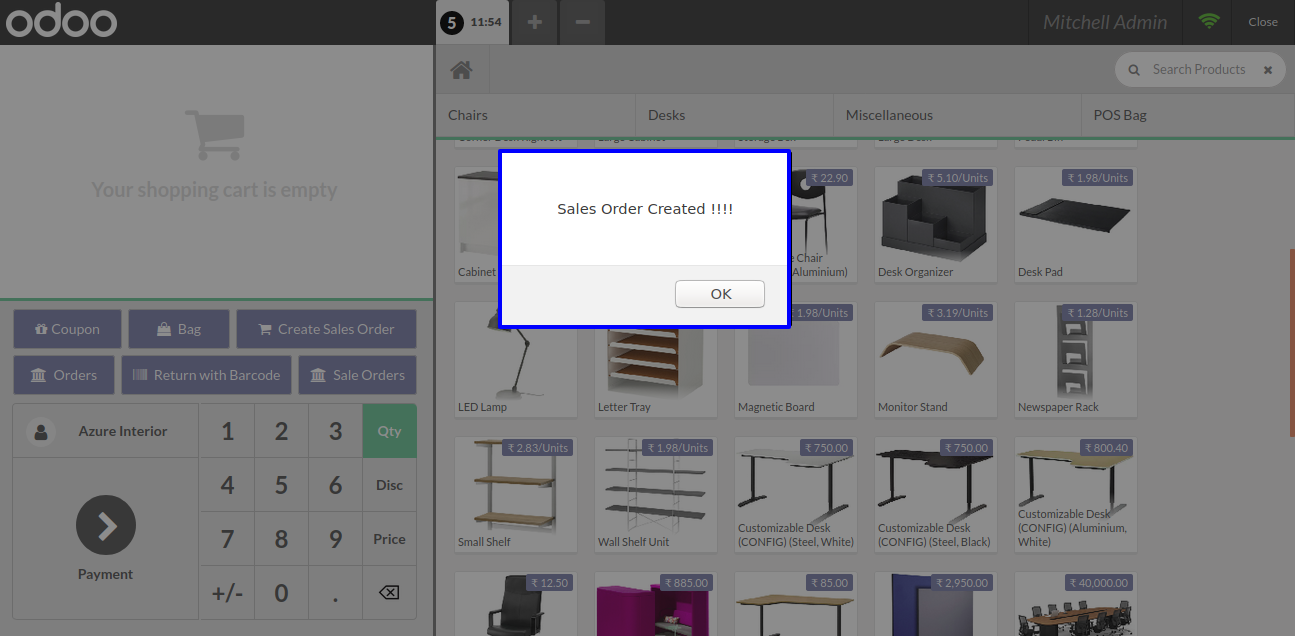 odoo
5 11:54
Mitchell Admin
Close
Search Products
Chairs
Desks
Miscellaneous
POS Bag
Your shopping cart is empty
Sales Order Created !!!!
OK
₹ 22.90
₹ 5.10/Units
₹ 1.98/Units
Cabinet
Chair
Aluminium)
Desk Organizer
Desk Pad
Coupon
Bag
Create Sales Order
Orders
Return with Barcode
Sale Orders
1.98/Units
₹ 3.19/Units
₹ 1.28/Units
LED Lamp
Letter Tray
Magnetic Board
Monitor Stand
Newspaper Rack
Azure Interior
1 2 3 Qty
4 5 6 Disc
7 8 9 Price
+/- 0 .
Payment
₹ 2.83/Units
₹ 1.98/Units
₹ 750.00
₹ 750.00
₹ 800.40
Small Shelf
Wall Shelf Unit
Customizable Desk
(CONFIG) (Steel, White)
Customizable Desk
(CONFIG) (Steel, Black)
Customizable Desk
(CONFIG) (Aluminium,
White)
₹ 12.50
₹ 885.00
₹ 85.00
₹ 2,950.00
₹ 40,000.00